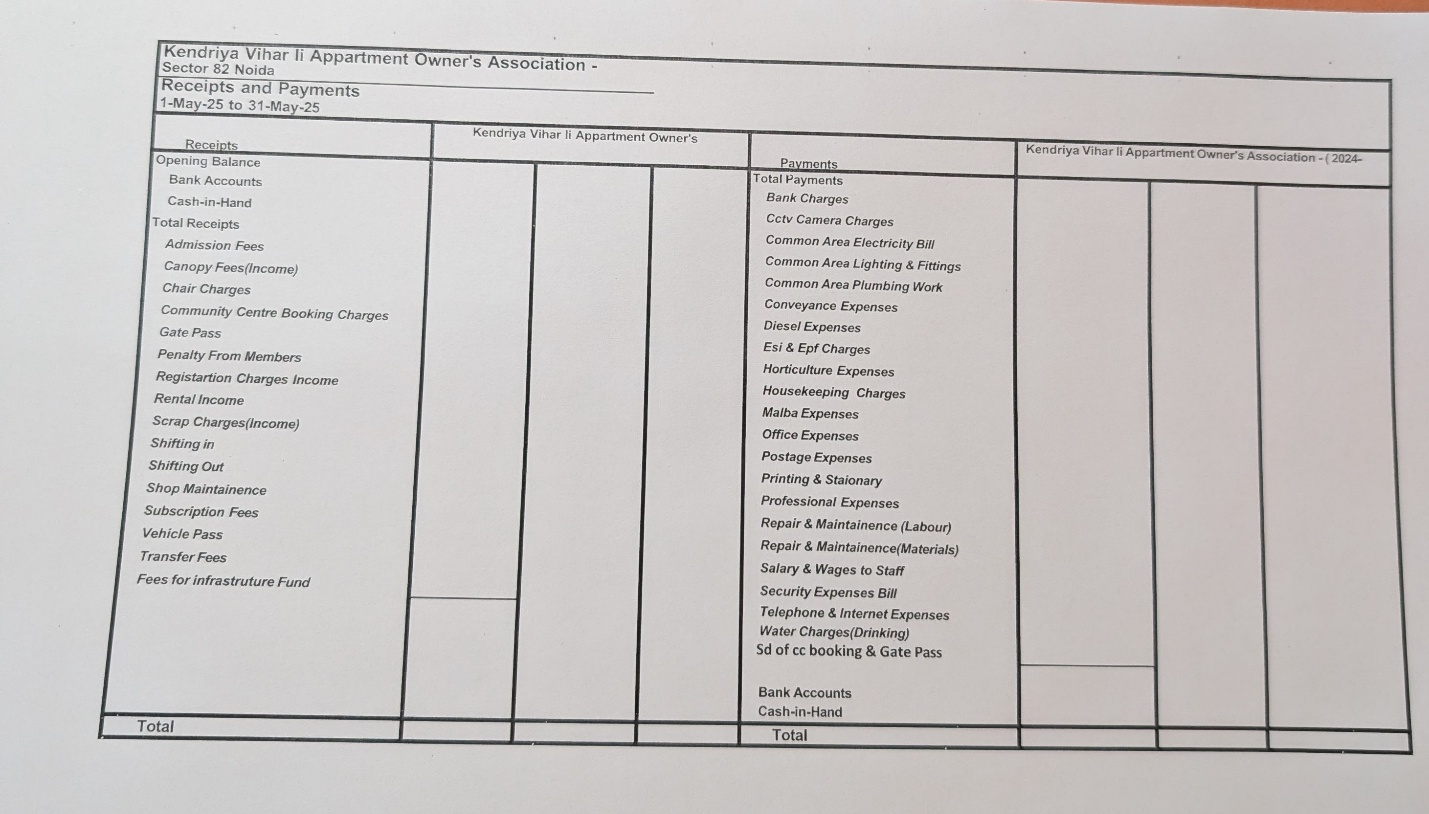 Kendriya Vihar Ii Appartment Owner's Association -
Sector 82 Noida
Receipts and Payments
1-May-25 to 31-May-25
Receipts
Kendriya Vihar Ii Appartment Owner's
Opening Balance
Bank Accounts
Cash-in-Hand
Total Receipts
Admission Fees
Canopy Fees(Income)
Chair Charges
Community Centre Booking Charges
Gate Pass
Penalty From Members
Registartion Charges Income
Rental Income
Scrap Charges(Income)
Shifting in
Shifting Out
Shop Maintainence
Subscription Fees
Vehicle Pass
Transfer Fees
Fees for infrastruture Fund
Total
Payments
Kendriya Vihar Ii Appartment Owner's Association - ( 2024-
Total Payments
Bank Charges
Cctv Camera Charges
Common Area Electricity Bill
Common Area Lighting & Fittings
Common Area Plumbing Work
Conveyance Expenses
Diesel Expenses
Esi & Epf Charges
Horticulture Expenses
Housekeeping Charges
Malba Expenses
Office Expenses
Postage Expenses
Printing & Staionary
Professional Expenses
Repair & Maintainence (Labour)
Repair & Maintainence(Materials)
Salary & Wages to Staff
Security Expenses Bill
Telephone & Internet Expenses
Water Charges(Drinking)
Sd of cc booking & Gate Pass
Bank Accounts
Cash-in-Hand
Total